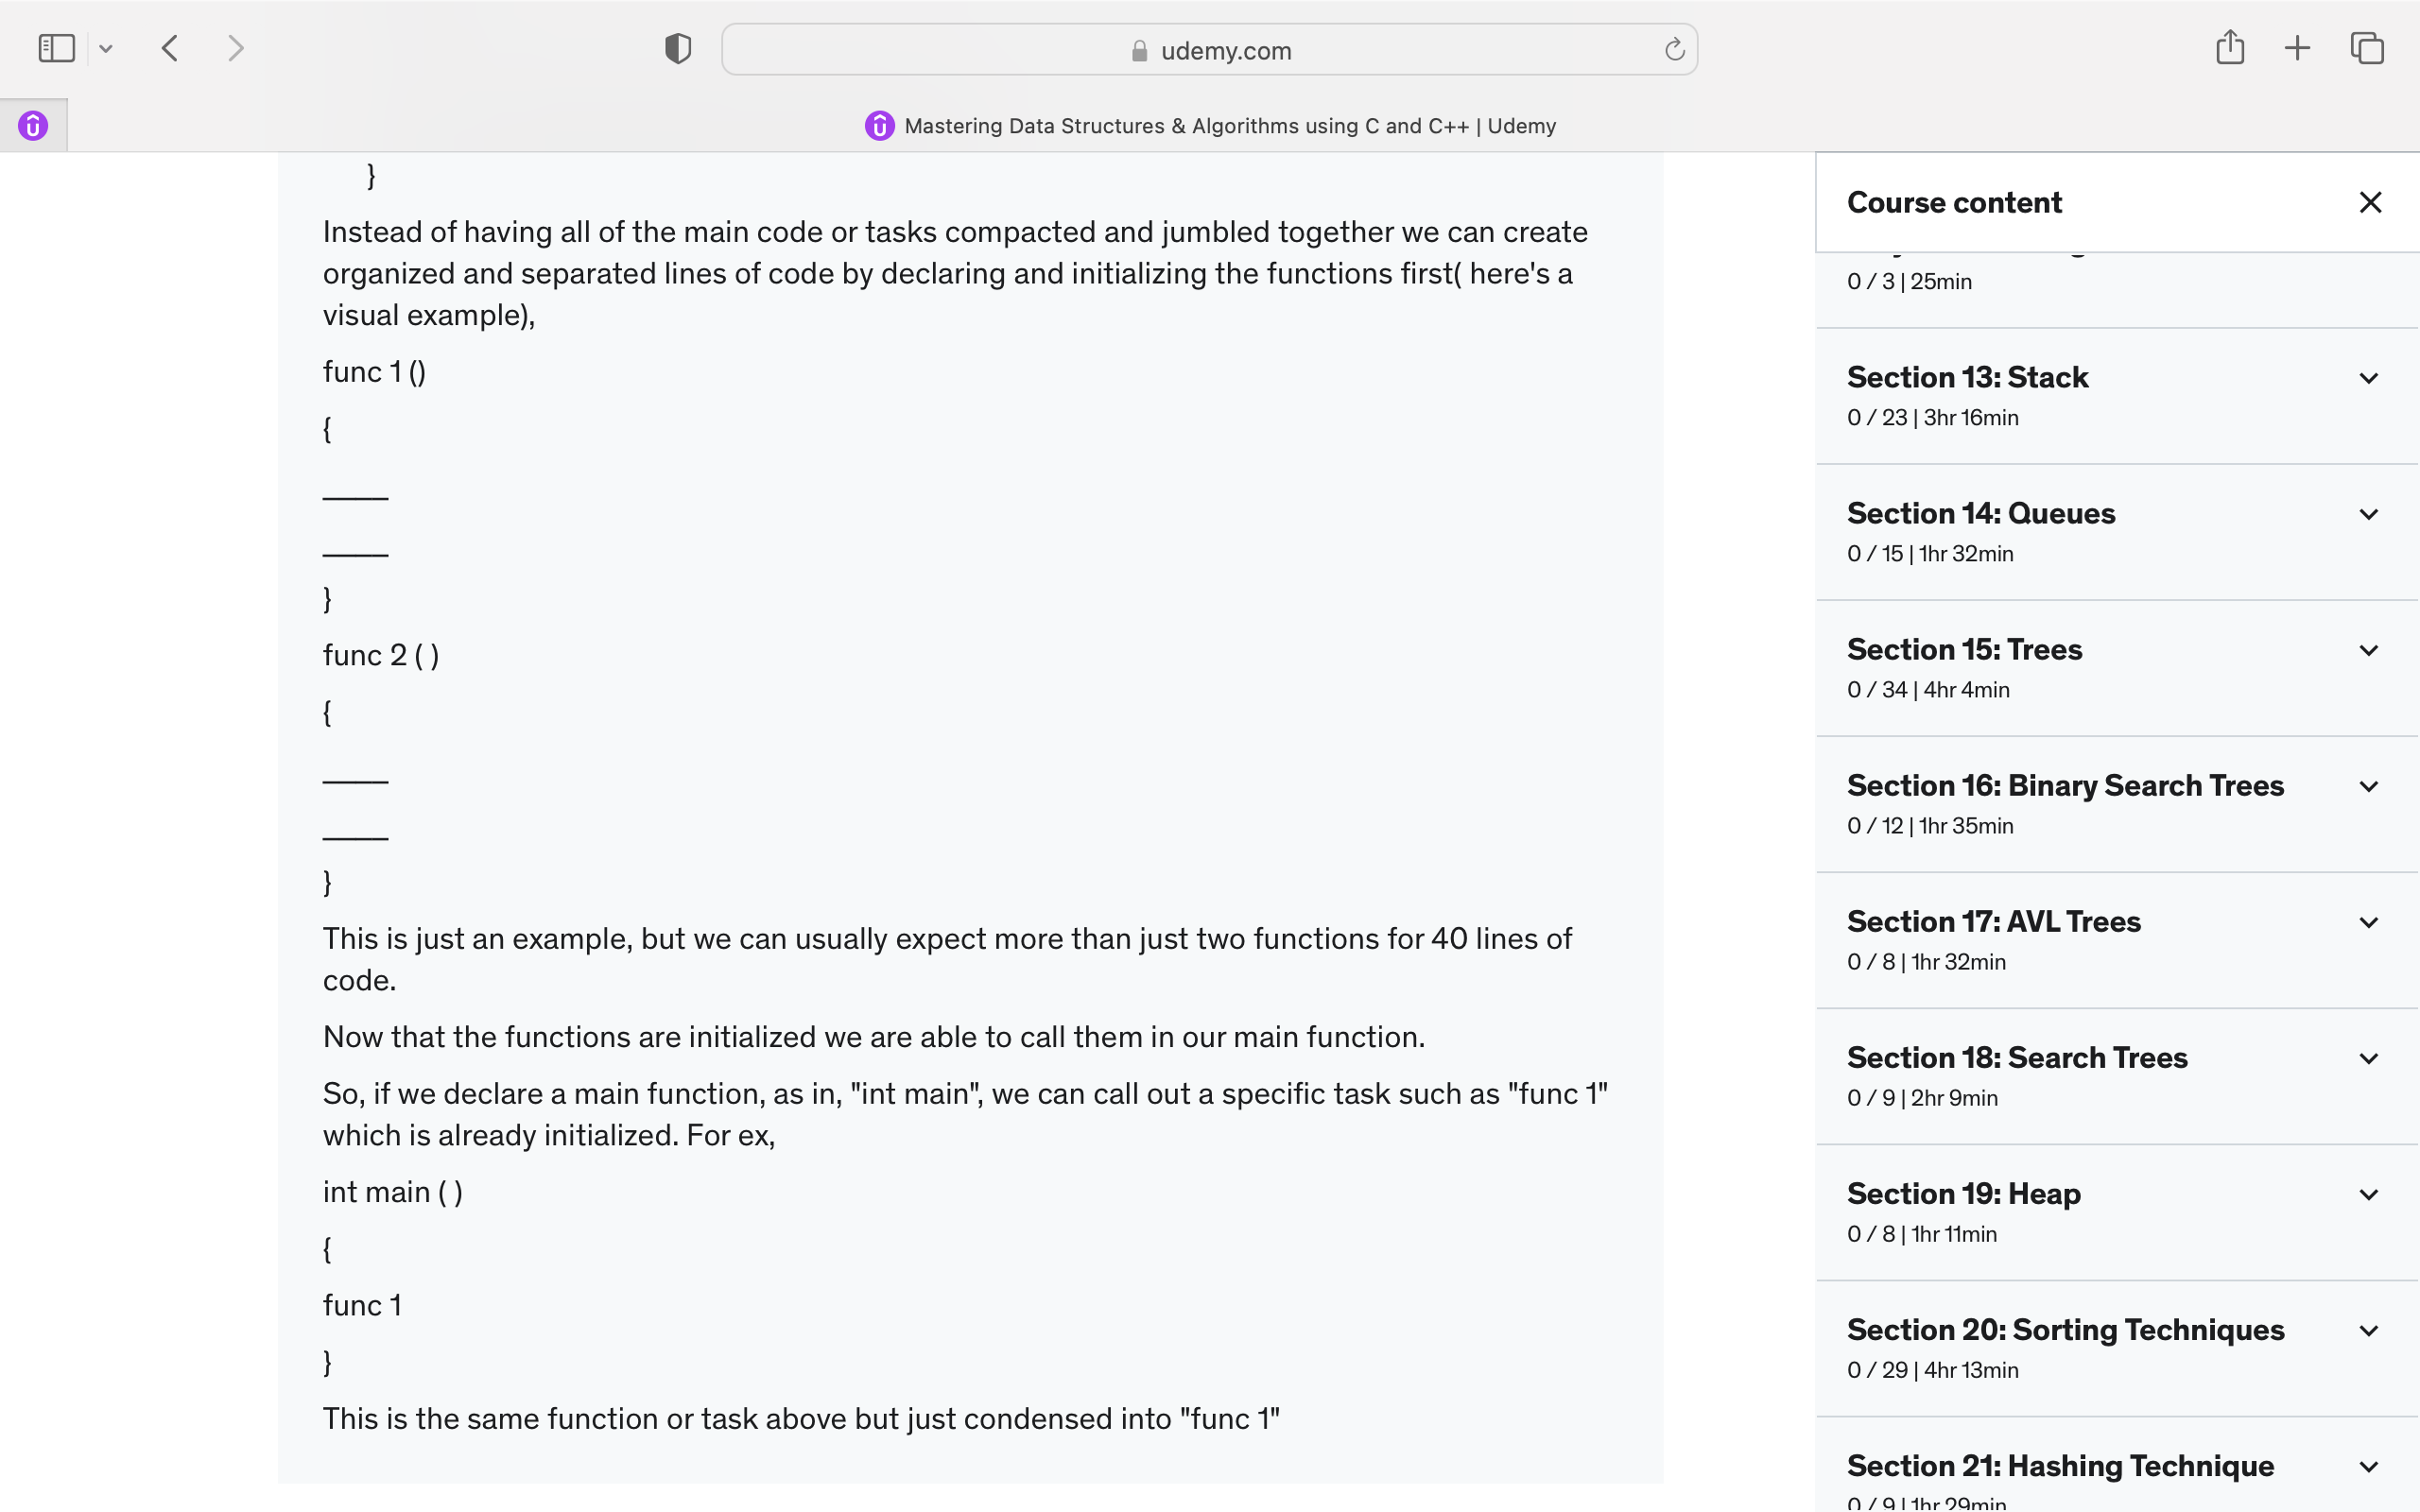 udemy.com
Mastering Data Structures & Algorithms using C and C++ | Udemy
}
Instead of having all of the main code or tasks compacted and jumbled together we can create
organized and separated lines of code by declaring and initializing the functions first( here's a
visual example),
func 1 ()
{
____
____
}
func 2 ( )
{
____
____
}
This is just an example, but we can usually expect more than just two functions for 40 lines of
code.
Now that the functions are initialized we are able to call them in our main function.
So, if we declare a main function, as in, "int main", we can call out a specific task such as "func 1"
which is already initialized. For ex,
int main ( )
{
func 1
}
This is the same function or task above but just condensed into "func 1"
Course content
0 / 3 | 25min
Section 13: Stack
0 / 23 | 3hr 16min
Section 14: Queues
0 / 15 | 1hr 32min
Section 15: Trees
0 / 34 | 4hr 4min
Section 16: Binary Search Trees
0 / 12 | 1hr 35min
Section 17: AVL Trees
0 / 8 | 1hr 32min
Section 18: Search Trees
0 / 9 | 2hr 9min
Section 19: Heap
0 / 8 | 1hr 11min
Section 20: Sorting Techniques
0 / 29 | 4hr 13min
Section 21: Hashing Technique
0 / 9 | 1hr 29min